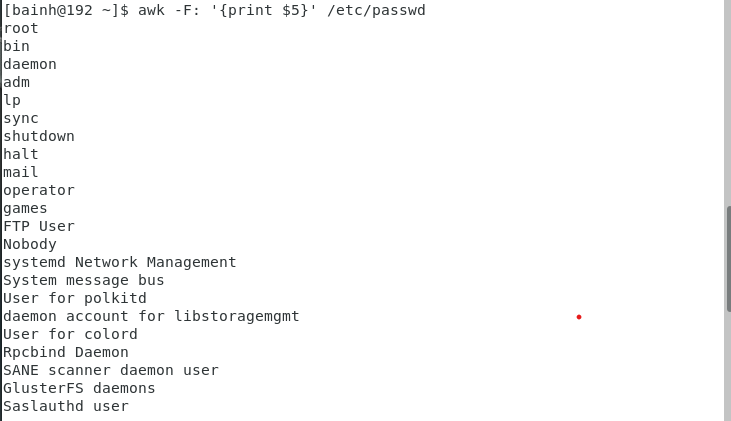 [bainh@192 ~]$ awk -F: '{print $5}' /etc/passwd
root
bin
daemon
adm
lp
sync
shutdown
halt
mail
operator
games
FTP User
Nobody
systemd Network Management
System message bus
User for polkitd
daemon account for libstoragemgmt
User for colord
Rpcbind Daemon
SANE scanner daemon user
GlusterFS daemons
Saslauthd user